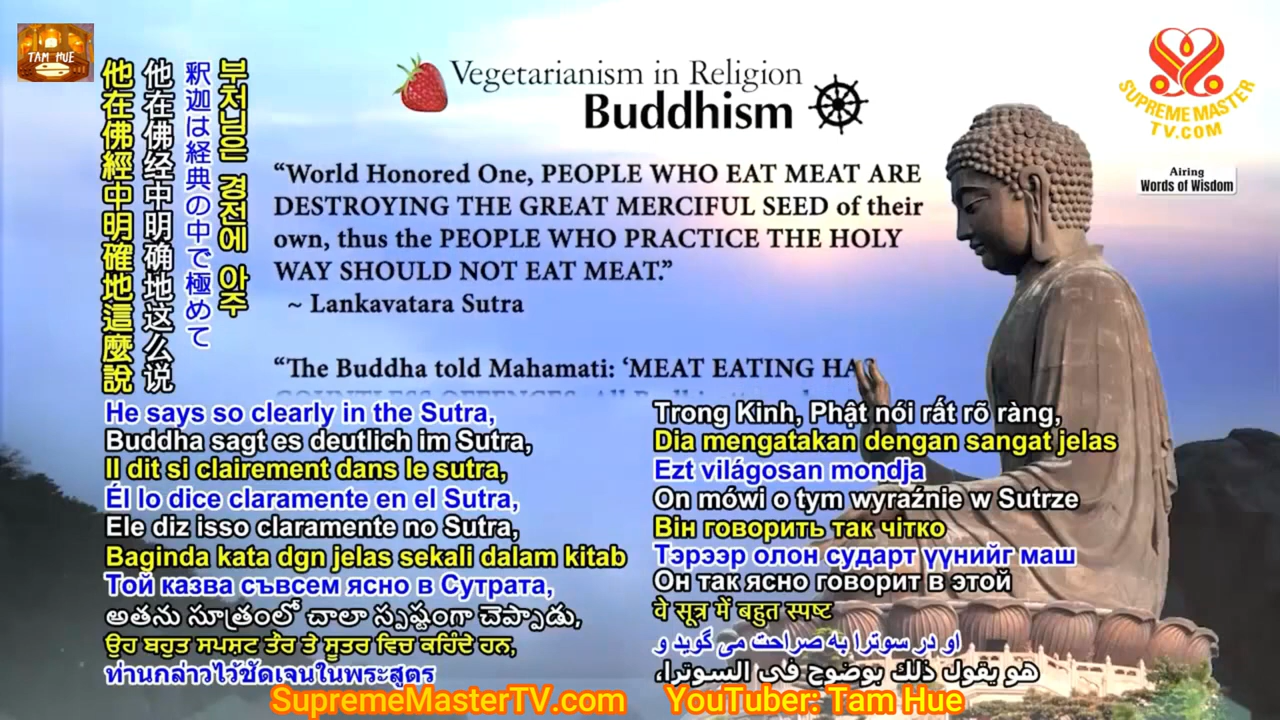 TAM HUE
Vegetarianism in Religion
Buddhism
SUPREME MASTER
TV.COM
Airing
Words of Wisdom
他在佛經中明確地這麼說
他在佛经中明确地这么说
釈迦は経典の中で極めて
부처님은 경전에 아주
“World Honored One, PEOPLE WHO EAT MEAT ARE
DESTROYING THE GREAT MERCIFUL SEED of their
own, thus the PEOPLE WHO PRACTICE THE HOLY
WAY SHOULD NOT EAT MEAT.”
~ Lankavatara Sutra
“The Buddha told Mahamati: ‘MEAT EATING HAS
He says so clearly in the Sutra,
Buddha sagt es deutlich im Sutra,
Il dit si clairement dans le sutra,
Él lo dice claramente en el Sutra,
Ele diz isso claramente no Sutra,
Baginda kata dgn jelas sekali dalam kitab
Той казва съвсем ясно в Сутрата,
అతను సూత్రంలో చాలా స్పష్టంగా చెప్పాడు,
ਉਹ ਬਹੁਤ ਸਪਸ਼ਟ ਤੌਰ ਤੇ ਸੂਤਰ ਵਿਚ ਕਹਿੰਦੇ ਹਨ,
ท่านกล่าวไว้ชัดเจนในพระสูตร
Trong Kinh, Phật nói rất rõ ràng,
Dia mengatakan dengan sangat jelas
Ezt világosan mondja
On mówi o tym wyraźnie w Sutrze
Він говорить так чітко
Тэрээр олон сударт үүнийг маш
Он так ясно говорит в этой
वे सूत्र में बहुत स्पष्ट
او در سوترا به صراحت می گوید و
هو يقول ذلك بوضوح في السوترا،
SupremeMasterTV.com YouTuber: Tam Hue